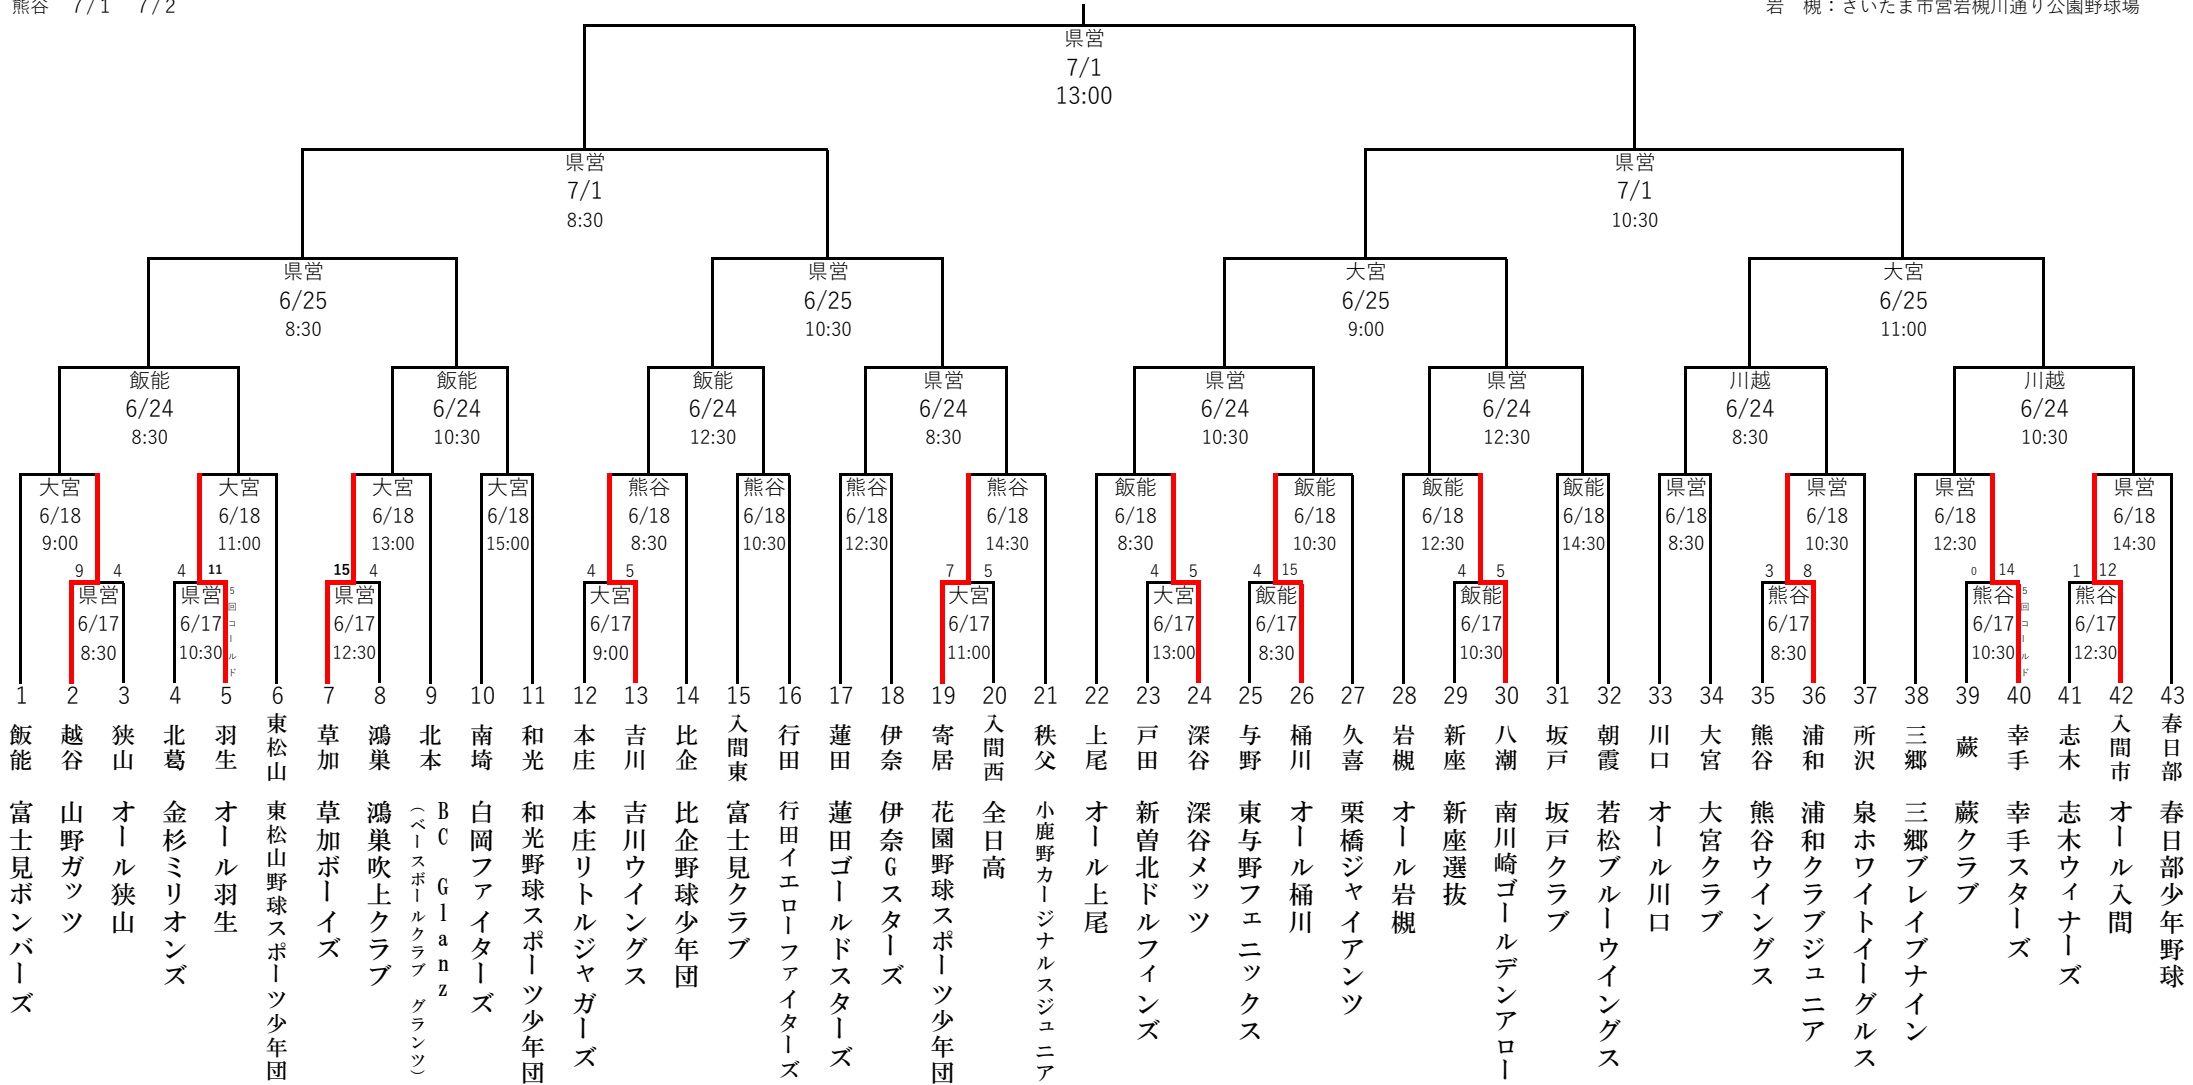 熊谷　7/1　7/2
岩　槻：さいたま市営岩槻川通り公園野球場
県営
7/1
13:00
県営
7/1
8:30
県営
7/1
10:30
県営
6/25
8:30
県営
6/25
10:30
大宮
6/25
9:00
大宮
6/25
11:00
飯能
6/24
8:30
飯能
6/24
10:30
飯能
6/24
12:30
県営
6/24
8:30
県営
6/24
10:30
県営
6/24
12:30
川越
6/24
8:30
川越
6/24
10:30
大宮
6/18
9:00
大宮
6/18
11:00
大宮
6/18
13:00
大宮
6/18
15:00
熊谷
6/18
8:30
熊谷
6/18
10:30
熊谷
6/18
12:30
熊谷
6/18
14:30
飯能
6/18
8:30
飯能
6/18
10:30
飯能
6/18
12:30
飯能
6/18
14:30
県営
6/18
8:30
県営
6/18
10:30
県営
6/18
12:30
県営
6/18
14:30
9 4
県営
6/17
8:30
4 11
県営
6/17
10:30
5回コールド
15 4
県営
6/17
12:30
4 5
大宮
6/17
9:00
7 5
大宮
6/17
11:00
4 5
大宮
6/17
13:00
4 15
飯能
6/17
8:30
4 5
飯能
6/17
10:30
3 8
熊谷
6/17
8:30
0 14
熊谷
6/17
10:30
5回コールド
1 12
熊谷
6/17
12:30
1 飯能 富士見ボンバーズ
2 越谷 山野ガッツ
3 狭山 オール狭山
4 北葛 金杉ミリオンズ
5 羽生 オール羽生
6 東松山 東松山野球スポーツ少年団
7 草加 草加ボーイズ
8 鴻巣 鴻巣吹上クラブ
9 北本 BC Glanz
（ベースボールクラブ　グランツ）
10 南埼 白岡ファイターズ
11 和光 和光野球スポーツ少年団
12 本庄 本庄リトルジャガーズ
13 吉川 吉川ウイングス
14 比企 比企野球少年団
15 入間東 富士見クラブ
16 行田 行田イエローファイターズ
17 蓮田 蓮田ゴールドスターズ
18 伊奈 伊奈Gスターズ
19 寄居 花園野球スポーツ少年団
20 入間西 全日高
21 秩父 小鹿野カージナルスジュニア
22 上尾 オール上尾
23 戸田 新曽北ドルフィンズ
24 深谷 深谷メッツ
25 与野 東与野フェニックス
26 桶川 オール桶川
27 久喜 栗橋ジャイアンツ
28 岩槻 オール岩槻
29 新座 新座選抜
30 八潮 南川崎ゴールデンアロー
31 坂戸 坂戸クラブ
32 朝霞 若松ブルーウイングス
33 川口 オール川口
34 大宮 大宮クラブ
35 熊谷 熊谷ウイングス
36 浦和 浦和クラブジュニア
37 所沢 泉ホワイトイーグルス
38 三郷 三郷ブレイブナイン
39 蕨 蕨クラブ
40 幸手 幸手スターズ
41 志木 志木ウィナーズ
42 入間市 オール入間
43 春日部 春日部少年野球